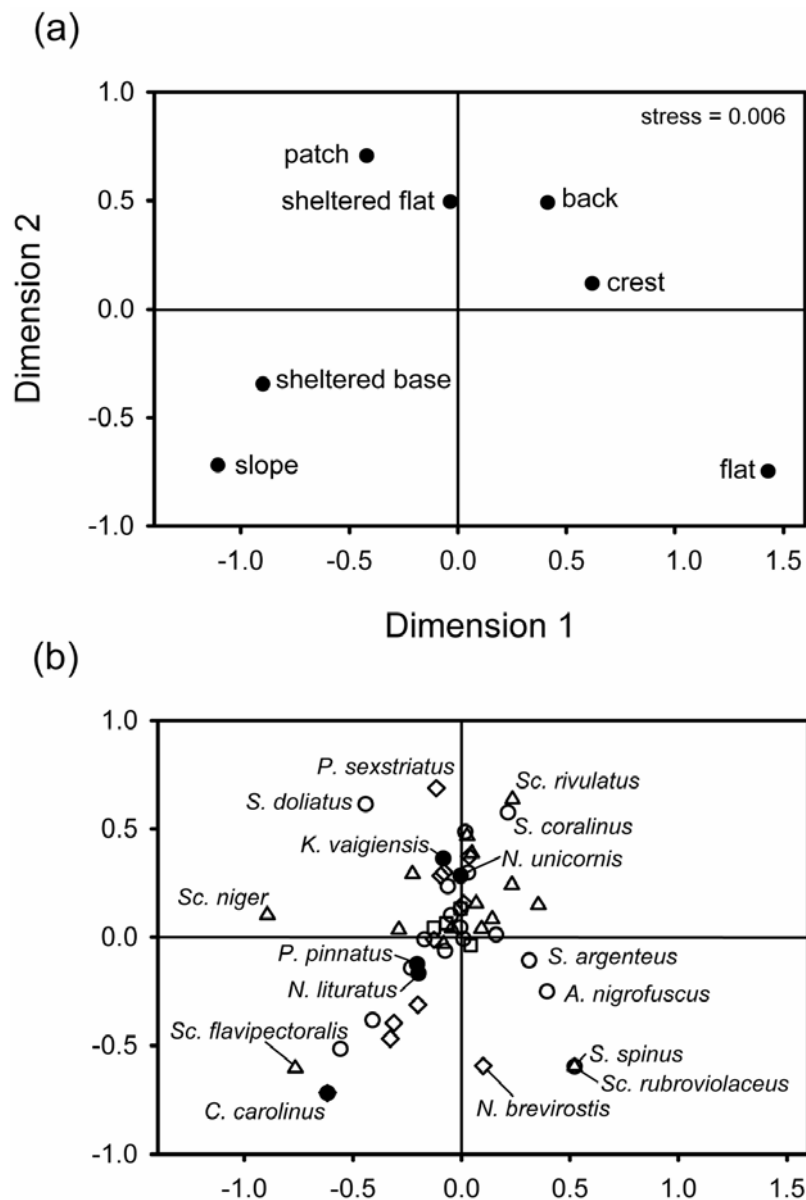 (a)
1.0
stress = 0.006
patch
sheltered flat
back
0.5
crest
Dimension 2
0.0
sheltered base
-0.5
slope
flat
-1.0
-1.0 -0.5 0.0 0.5 1.0 1.5
Dimension 1
(b)
1.0
P. sexstriatus
Sc. rivulatus
S. doliatus
0.5
S. coralinus
K. vaigiensis
N. unicornis
Sc. niger
0.0
P. pinnatus
S. argenteus
N. lituratus
A. nigrofuscus
Sc. flavipectoralis
-0.5
S. spinus
Sc. rubroviolaceus
C. carolinus
N. brevirostis
-1.0
-1.0 -0.5 0.0 0.5 1.0 1.5